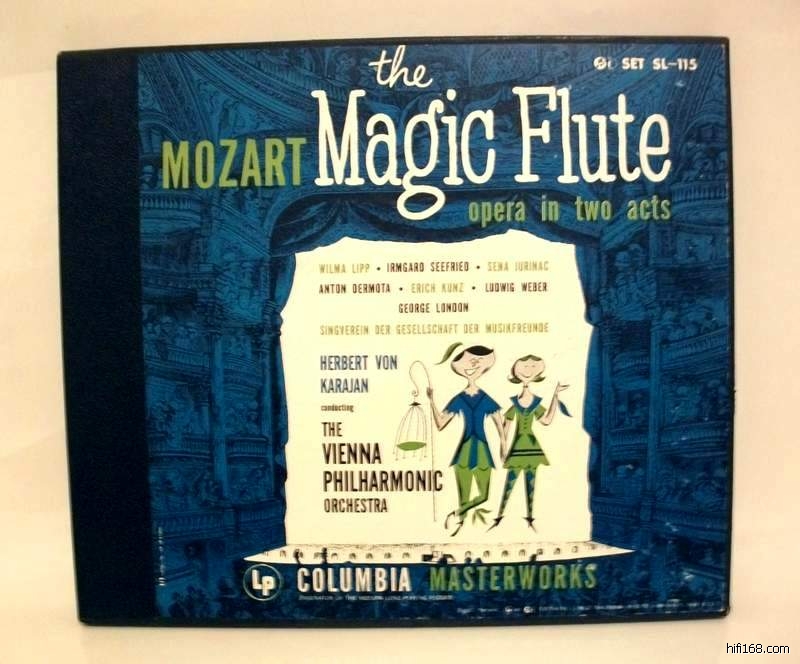 the
SET SL-115
MOZART Magic Flute
opera in two acts
WILMA LIPP • IRMGARD SEEFRIED • SENA JURINAC
ANTON DERMOTA • ERICH KUNZ • LUDWIG WEBER
GEORGE LONDON
SINGVEREIN DER GESELLSCHAFT DER MUSIKFREUNDE
HERBERT VON
KARAJAN
conducting
THE
VIENNA
PHILHARMONIC
ORCHESTRA
LP COLUMBIA MASTERWORKS
hifi168.com